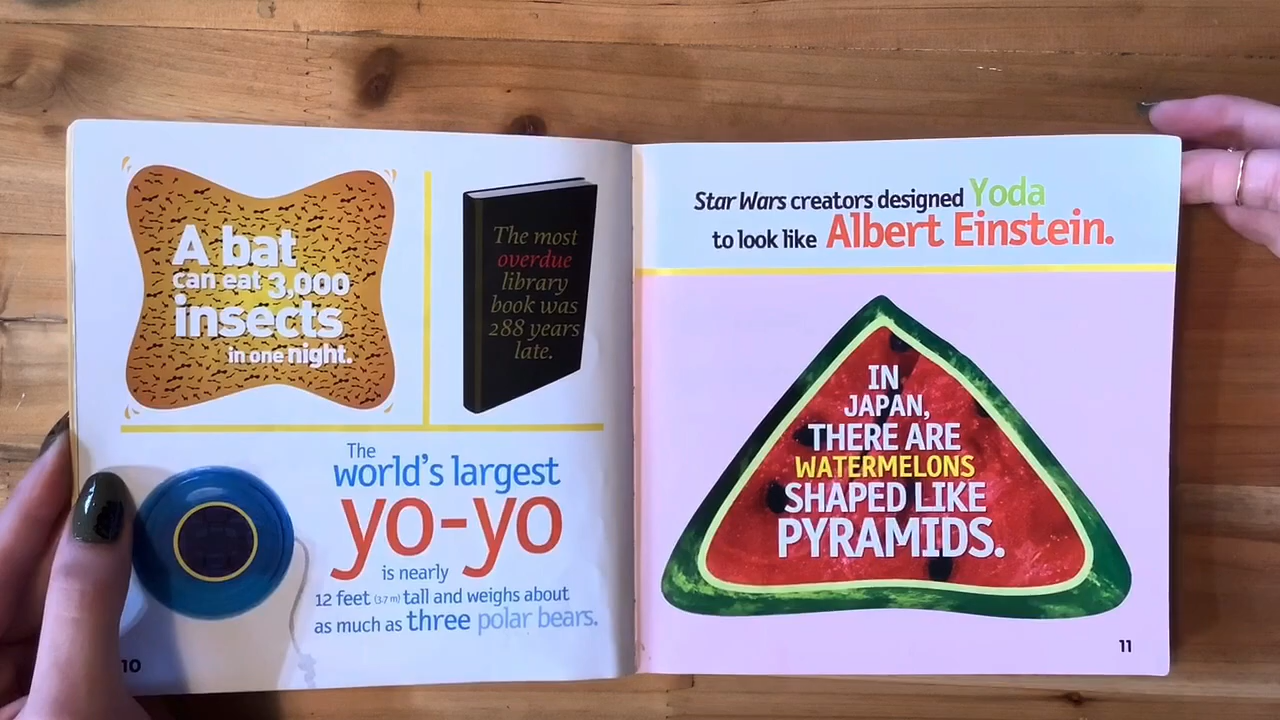 A bat
can eat 3,000
insects
in one night.
The most
overdue
library
book was
288 years
late.
The
world's largest
yo-yo
is nearly
12 feet (3.7 m) tall and weighs about
as much as three polar bears.
10
Star Wars creators designed Yoda
to look like Albert Einstein.
IN
JAPAN,
THERE ARE
WATERMELONS
SHAPED LIKE
PYRAMIDS.
11